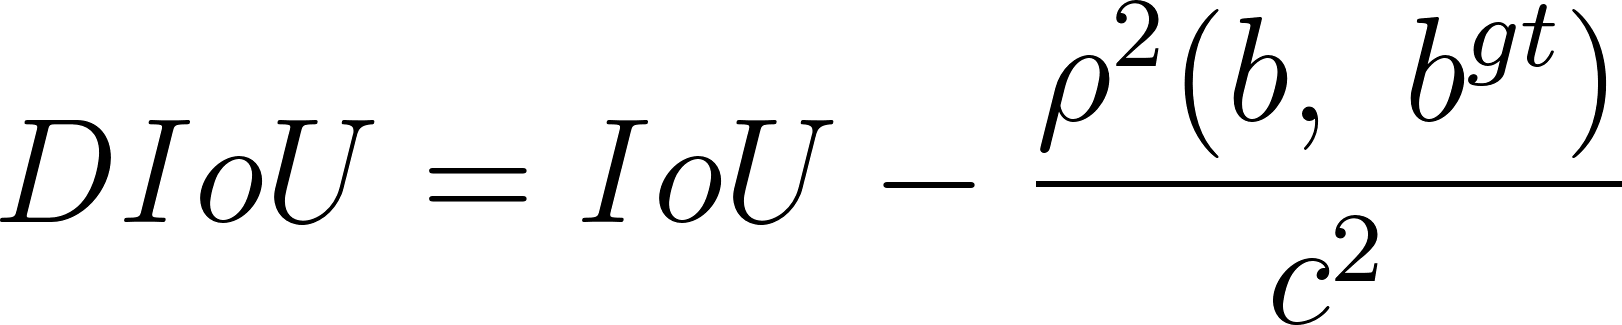 DIoU = IoU − ρ²(b, b^{gt}) / c²